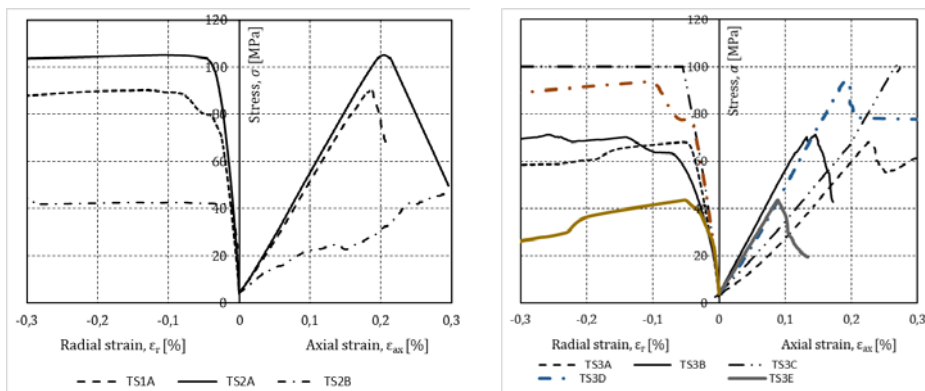 120
100
80
60
40
20
0
Stress, σ [MPa]
-0,3 -0,2 -0,1 0 0,1 0,2 0,3
Radial strain, εr [%] Axial strain, εax [%]
TS1A TS2A TS2B
120
100
80
60
40
20
0
Stress, σ [MPa]
-0,3 -0,2 -0,1 0 0,1 0,2 0,3
Radial strain, εr [%] Axial strain, εax [%]
TS3A TS3B TS3C
TS3D TS3E